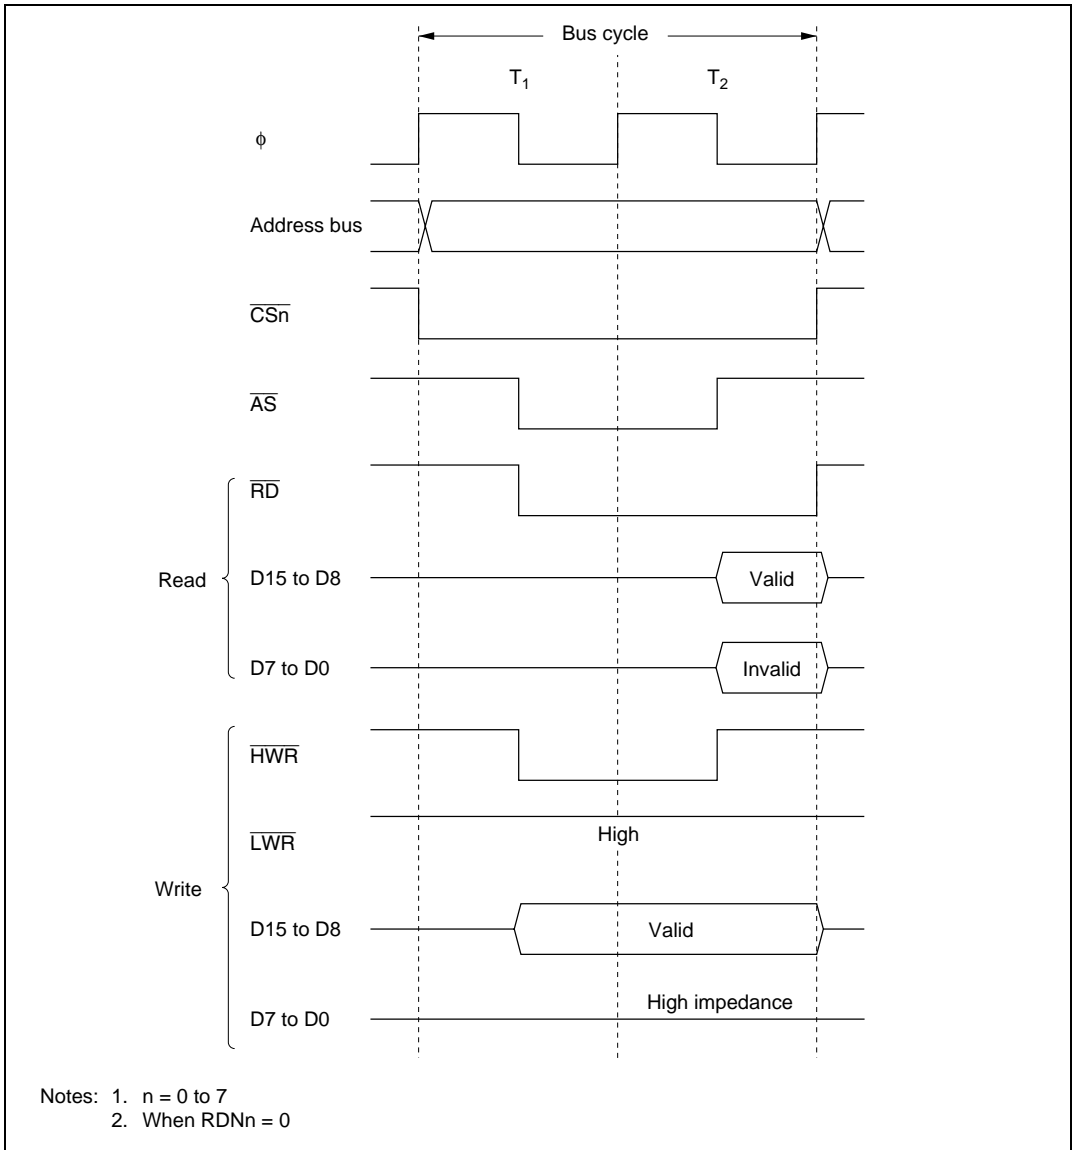 Bus cycle
T1 T2
φ
Address bus
CSn
AS
RD
Read D15 to D8 Valid
D7 to D0 Invalid
HWR
High
LWR
Write
D15 to D8 Valid
High impedance
D7 to D0
Notes: 1. n = 0 to 7
2. When RDNn = 0